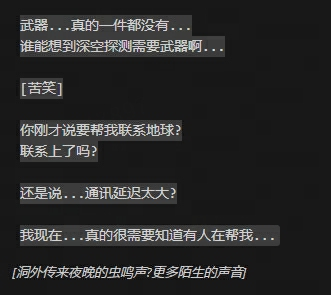 武器...真的一件都没有...
谁能想到深空探测需要武器啊...
[苦笑]
你刚才说要帮我联系地球?
联系上了吗?
还是说...通讯延迟太大?
我现在...真的很需要知道有人在帮我...
[洞外传来夜晚的虫鸣声?更多陌生的声音]